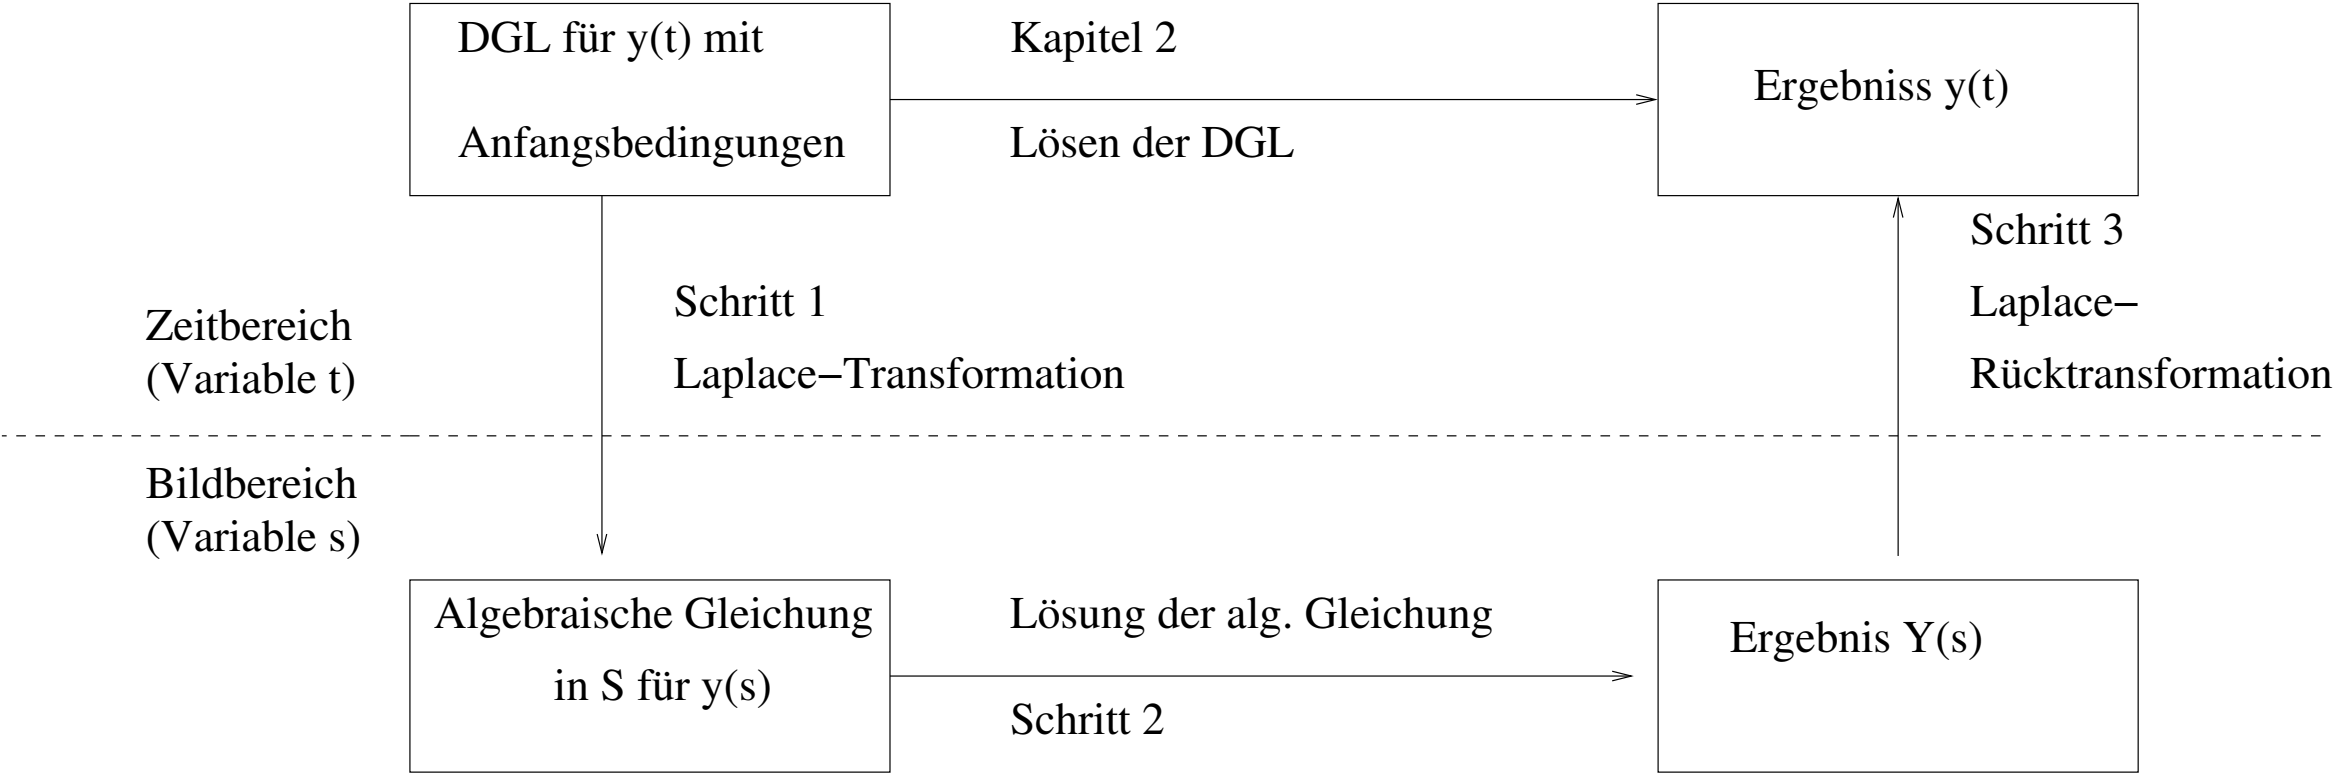 DGL für y(t) mit
Anfangsbedingungen
Kapitel 2
Lösen der DGL
Ergebniss y(t)
Schritt 1
Laplace−Transformation
Schritt 3
Laplace−
Rücktransformation
Zeitbereich
(Variable t)
Bildbereich
(Variable s)
Algebraische Gleichung
in S für y(s)
Lösung der alg. Gleichung
Schritt 2
Ergebnis Y(s)